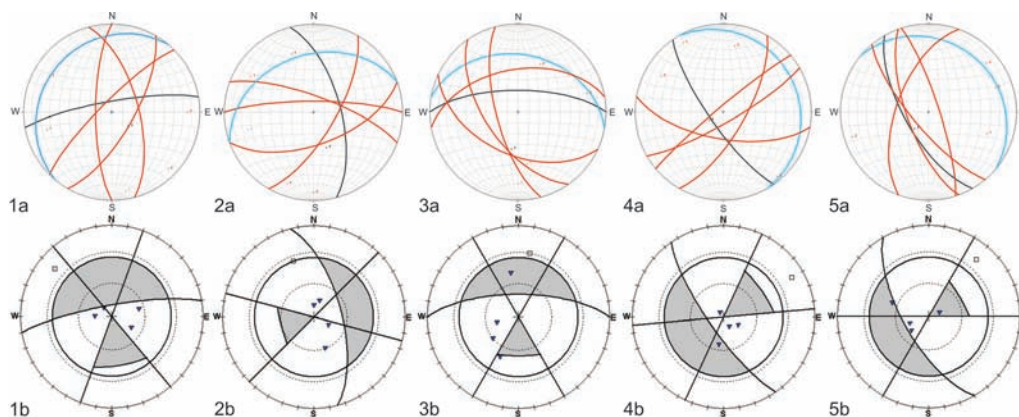 N N N N N
W E W E W E W E W E
S S S S S
1a 2a 3a 4a 5a
N N N N N
W E W E W E W E W E
S S S S S
1b 2b 3b 4b 5b